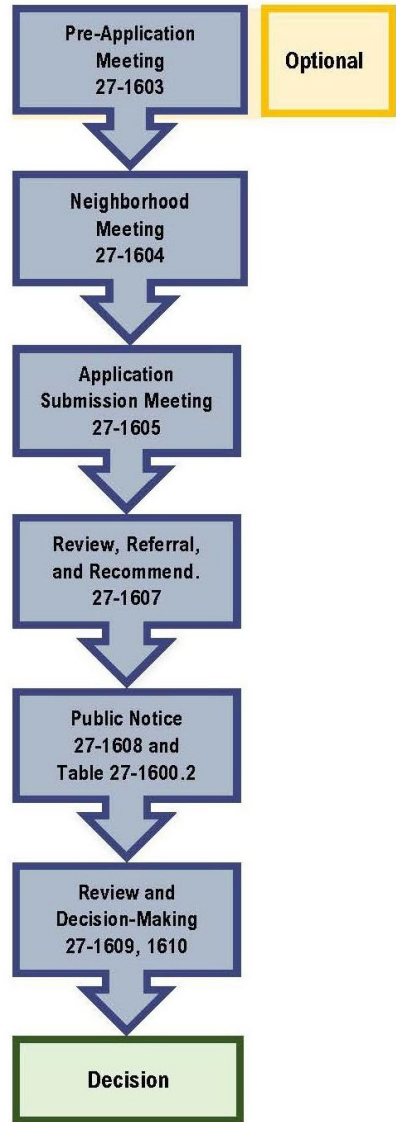 Pre-Application
Meeting
27-1603
Optional
Neighborhood
Meeting
27-1604
Application
Submission Meeting
27-1605
Review, Referral,
and Recommend.
27-1607
Public Notice
27-1608 and
Table 27-1600.2
Review and
Decision-Making
27-1609, 1610
Decision